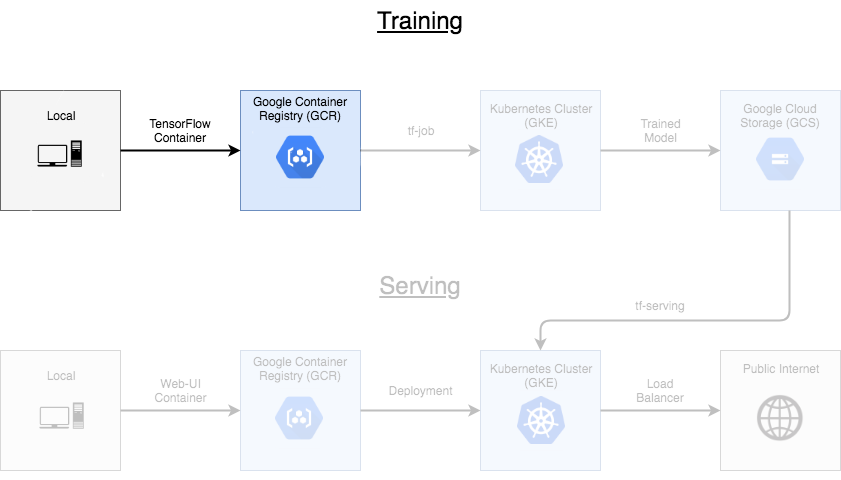 Training
Local
TensorFlow
Container
Google Container
Registry (GCR)
tf-job
Kubernetes Cluster
(GKE)
Trained
Model
Google Cloud
Storage (GCS)
Serving
tf-serving
Local
Web-UI
Container
Google Container
Registry (GCR)
Deployment
Kubernetes Cluster
(GKE)
Load
Balancer
Public Internet